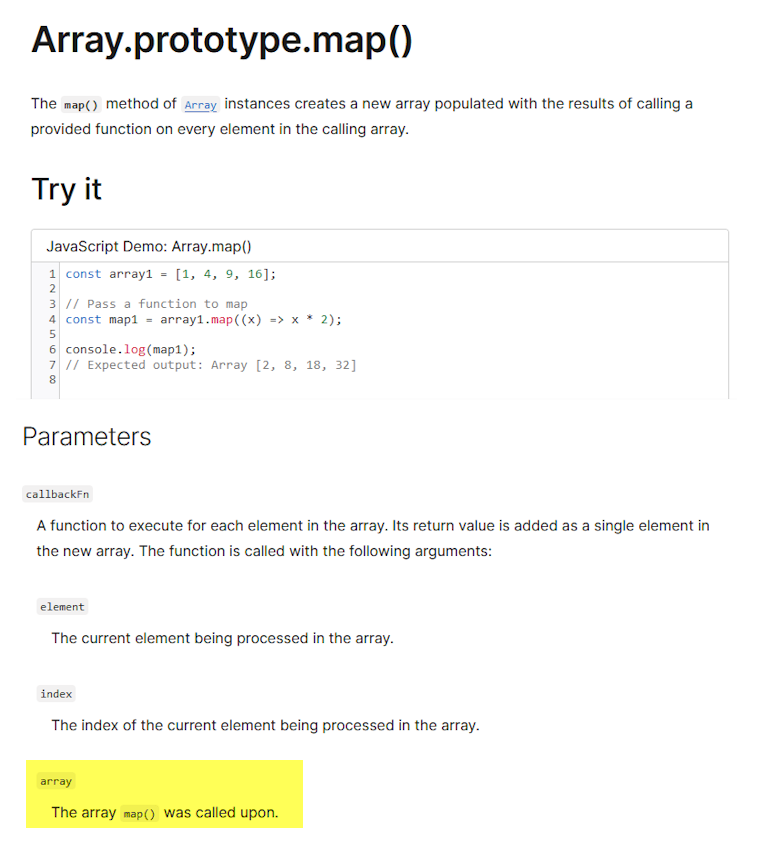 Array.prototype.map()
The map() method of Array instances creates a new array populated with the results of calling a
provided function on every element in the calling array.
Try it
JavaScript Demo: Array.map()
1 const array1 = [1, 4, 9, 16];
2
3 // Pass a function to map
4 const map1 = array1.map((x) => x * 2);
5
6 console.log(map1);
7 // Expected output: Array [2, 8, 18, 32]
8
Parameters
callbackFn
A function to execute for each element in the array. Its return value is added as a single element in
the new array. The function is called with the following arguments:
element
The current element being processed in the array.
index
The index of the current element being processed in the array.
array
The array map() was called upon.